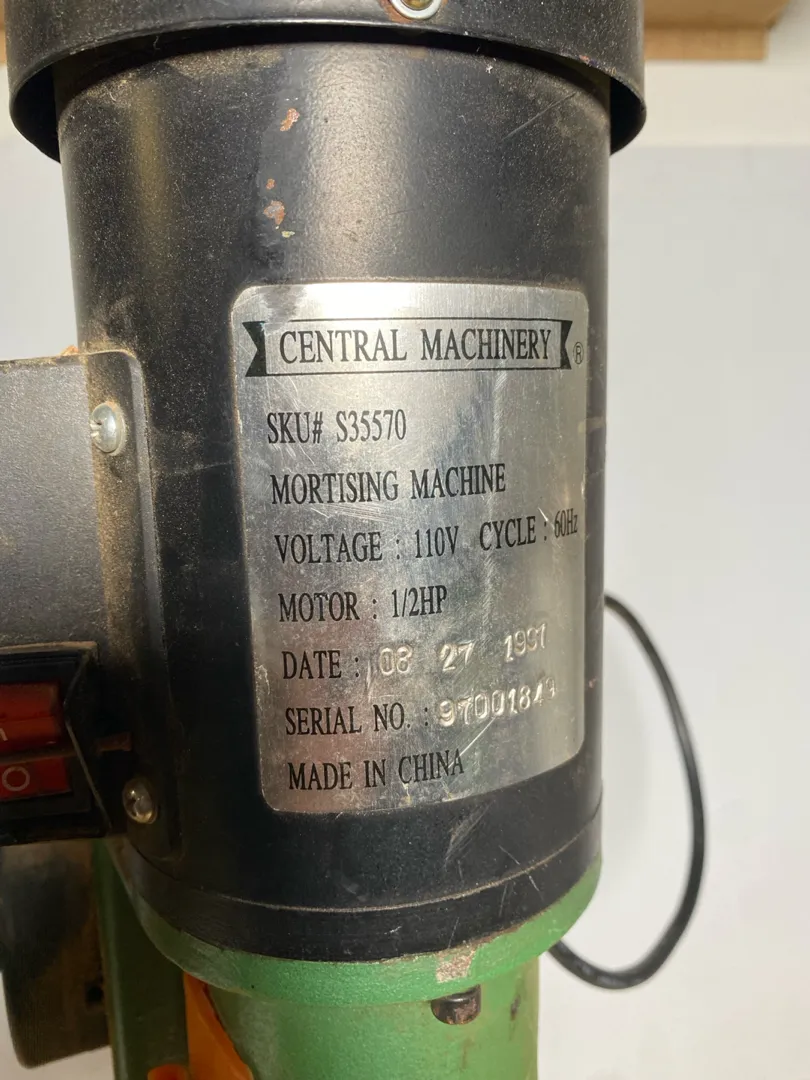 CENTRAL MACHINERY ®
SKU# S35570
MORTISING MACHINE
VOLTAGE : 110V CYCLE : 60Hz
MOTOR : 1/2HP
DATE : 08 27 1997
SERIAL NO. : 97001849
MADE IN CHINA